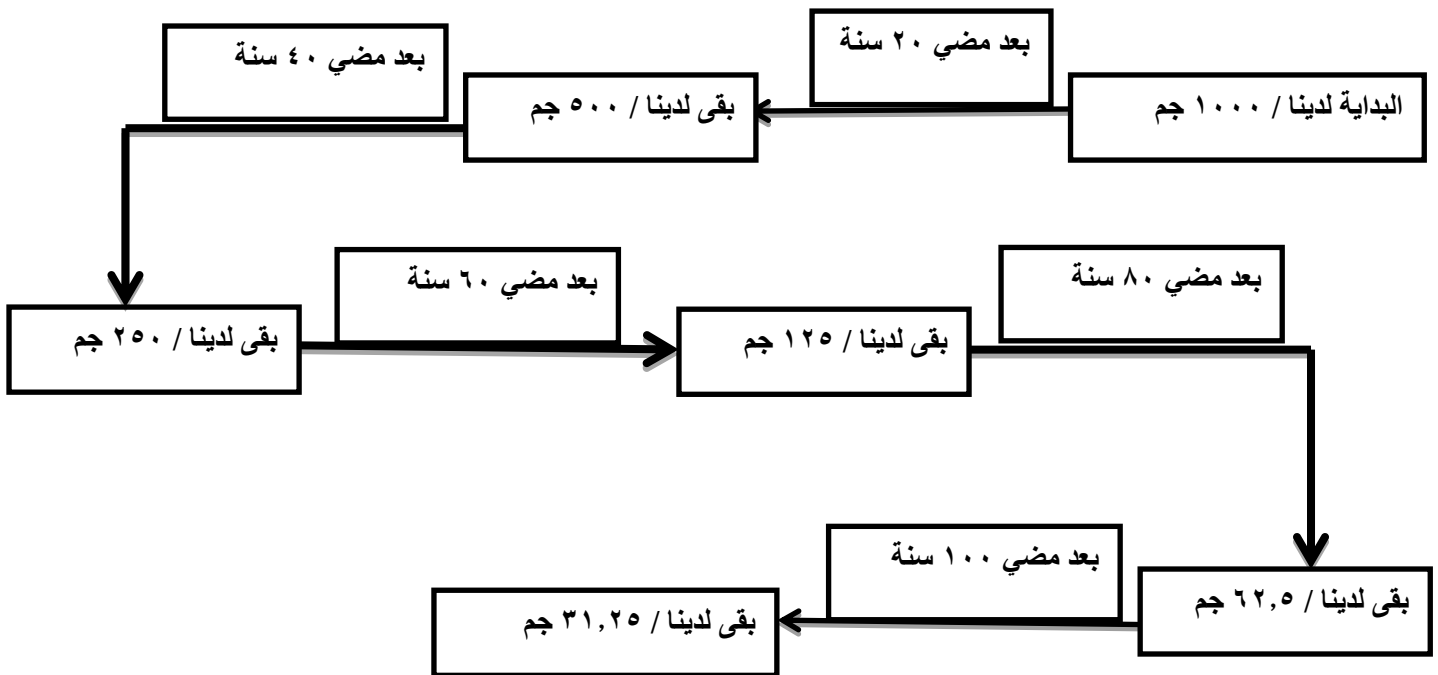 البداية لدينا / ١٠٠٠ جم
بعد مضي ٢٠ سنة
بقى لدينا / ٥٠٠ جم
بعد مضي ٤٠ سنة
بقى لدينا / ٢٥٠ جم
بعد مضي ٦٠ سنة
بقى لدينا / ١٢٥ جم
بعد مضي ٨٠ سنة
بقى لدينا / ٦٢,٥ جم
بعد مضي ١٠٠ سنة
بقى لدينا / ٣١,٢٥ جم